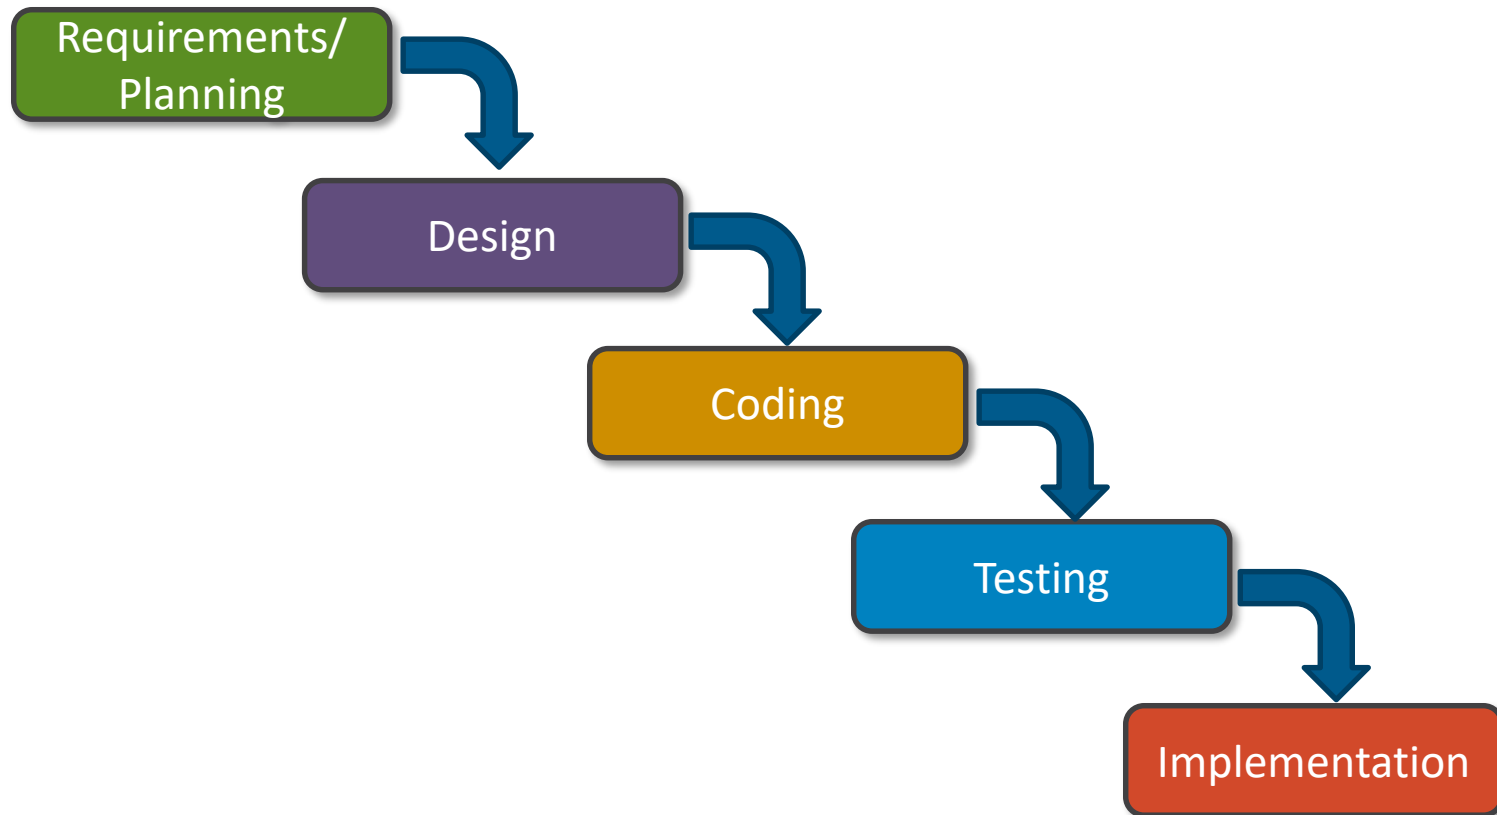 Requirements/
Planning
Design
Coding
Testing
Implementation